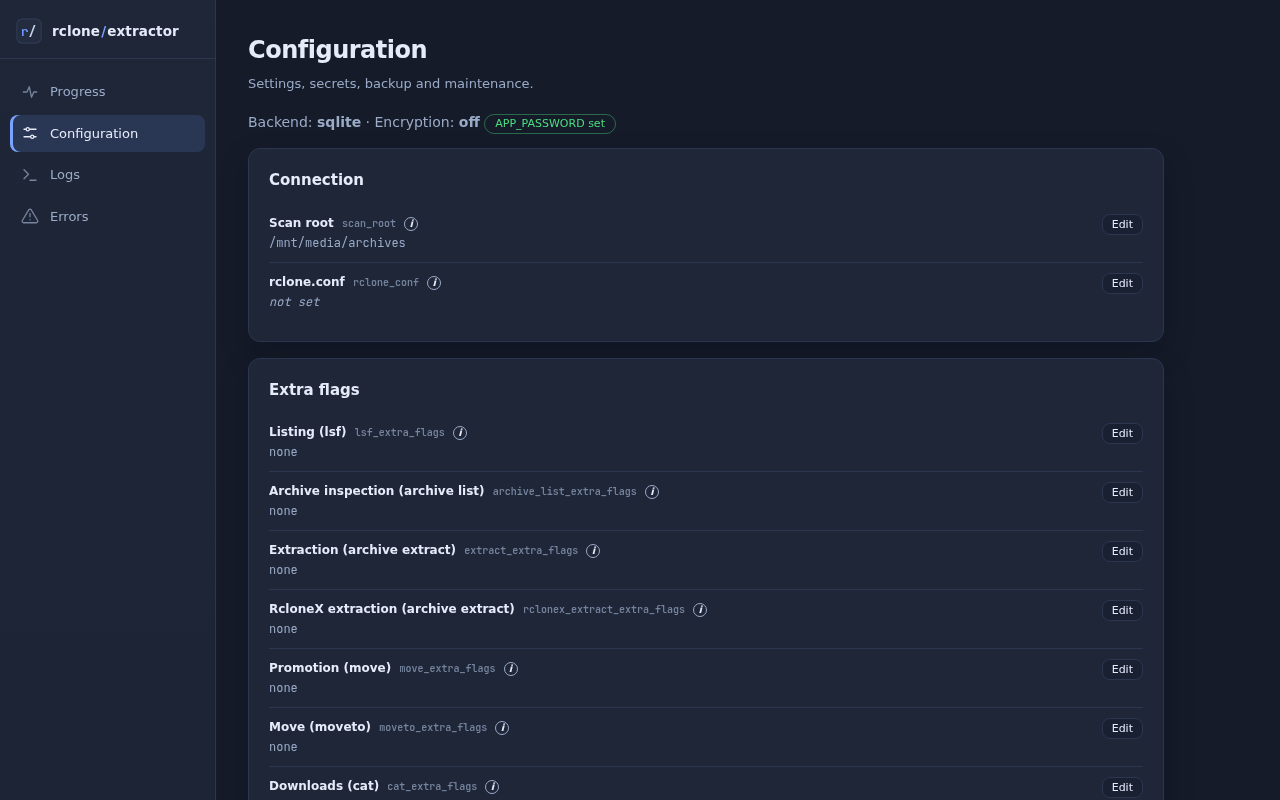 r/ rclone/extractor
Progress
Configuration
Logs
Errors
Configuration
Settings, secrets, backup and maintenance.
Backend: sqlite · Encryption: off APP_PASSWORD set
Connection
Scan root scan_root i Edit
/mnt/media/archives
rclone.conf rclone_conf i Edit
not set
Extra flags
Listing (lsf) lsf_extra_flags i Edit
none
Archive inspection (archive list) archive_list_extra_flags i Edit
none
Extraction (archive extract) extract_extra_flags i Edit
none
RcloneX extraction (archive extract) rclonex_extract_extra_flags i Edit
none
Promotion (move) move_extra_flags i Edit
none
Move (moveto) moveto_extra_flags i Edit
none
Downloads (cat) cat_extra_flags i Edit